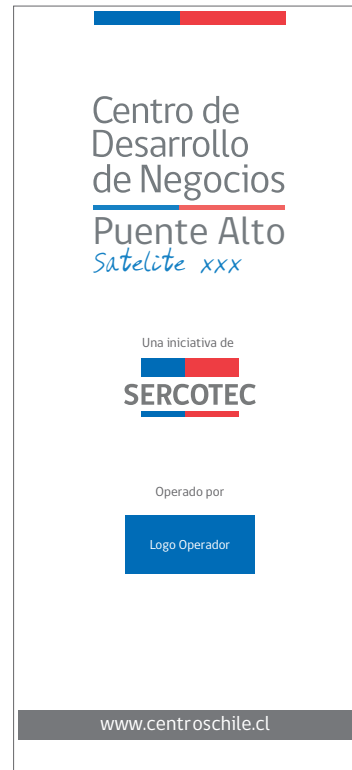 Centro de
Desarrollo
de Negocios
Puente Alto
Satelite xxx
Una iniciativa de
SERCOTEC
Operado por
Logo Operador
www.centroschile.cl